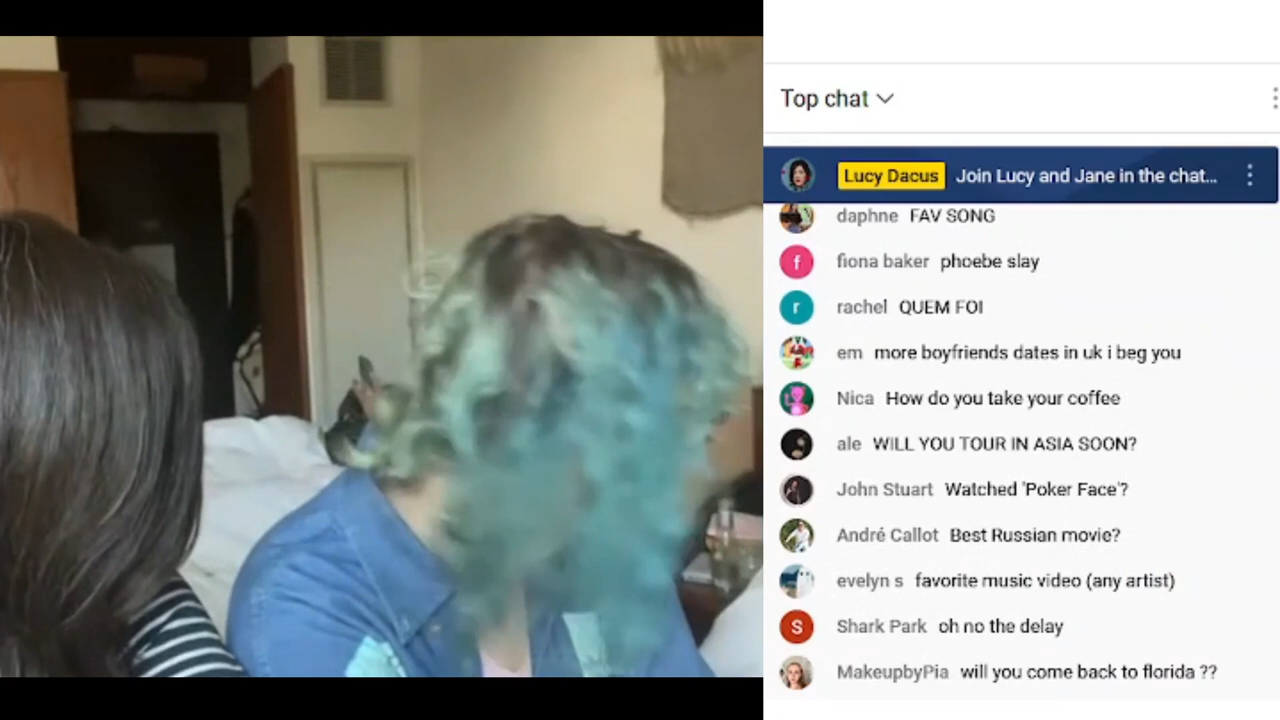 Top chat
Lucy Dacus Join Lucy and Jane in the chat...
daphne FAV SONG
f fiona baker phoebe slay
r rachel QUEM FOI
em more boyfriends dates in uk i beg you
Nica How do you take your coffee
ale WILL YOU TOUR IN ASIA SOON?
John Stuart Watched 'Poker Face'?
André Callot Best Russian movie?
evelyn s favorite music video (any artist)
S Shark Park oh no the delay
MakeupbyPia will you come back to florida ??